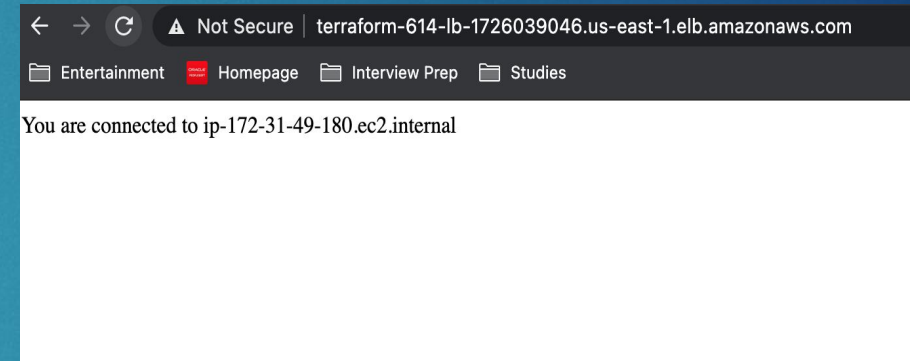 Not Secure | terraform-614-lb-1726039046.us-east-1.elb.amazonaws.com
Entertainment Homepage Interview Prep Studies
You are connected to ip-172-31-49-180.ec2.internal